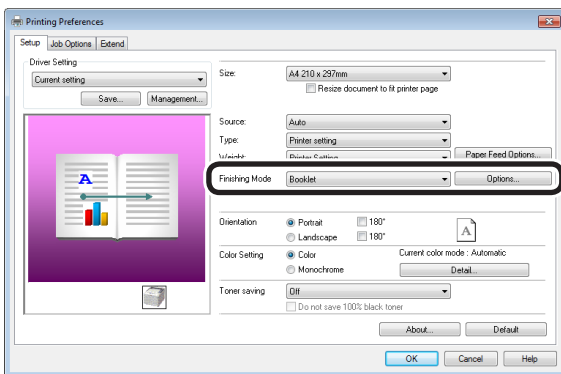 Printing Preferences
Setup Job Options Extend
Driver Setting
Current setting
Save... Management...
A
Size: A4 210 x 297mm
Resize document to fit printer page
Source: Auto
Type: Printer setting
Weight: Printer Setting Paper Feed Options...
Finishing Mode Booklet Options...
Orientation Portrait 180°
Landscape 180°
A
Color Setting Color Current color mode : Automatic
Monochrome Detail...
Toner saving Off
Do not save 100% black toner
About... Default
OK Cancel Help